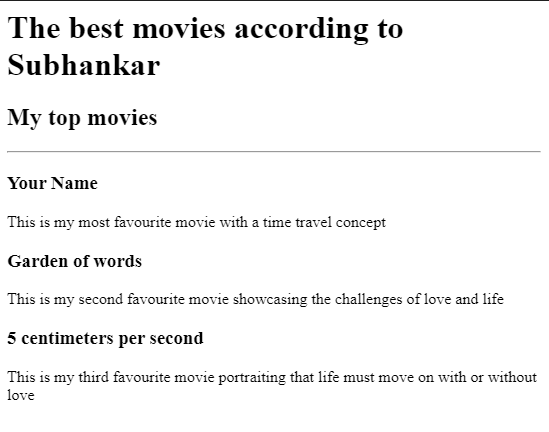 The best movies according to
Subhankar
My top movies
Your Name
This is my most favourite movie with a time travel concept
Garden of words
This is my second favourite movie showcasing the challenges of love and life
5 centimeters per second
This is my third favourite movie portraiting that life must move on with or without
love